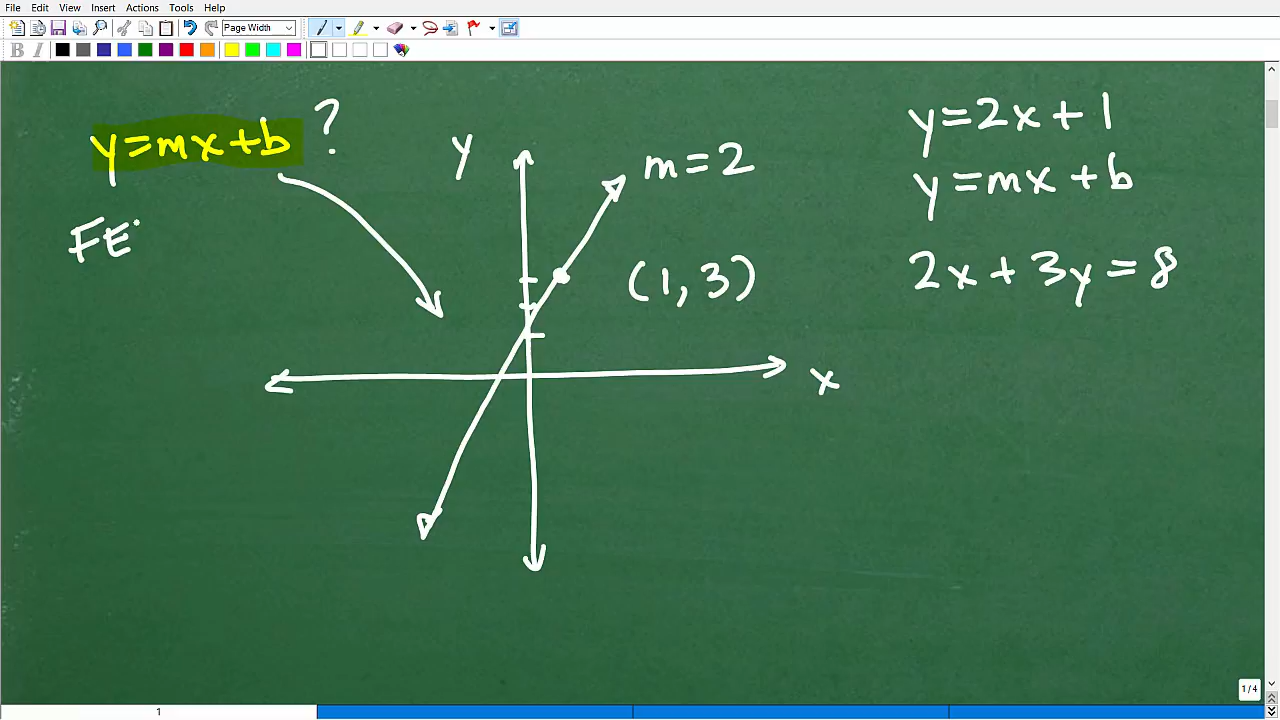 File Edit View Insert Actions Tools Help
Page Width
B I
y=mx+b ?
FE
y
m=2
(1,3)
x
y=2x+1
y=mx+b
2x+3y=8
1/4
1